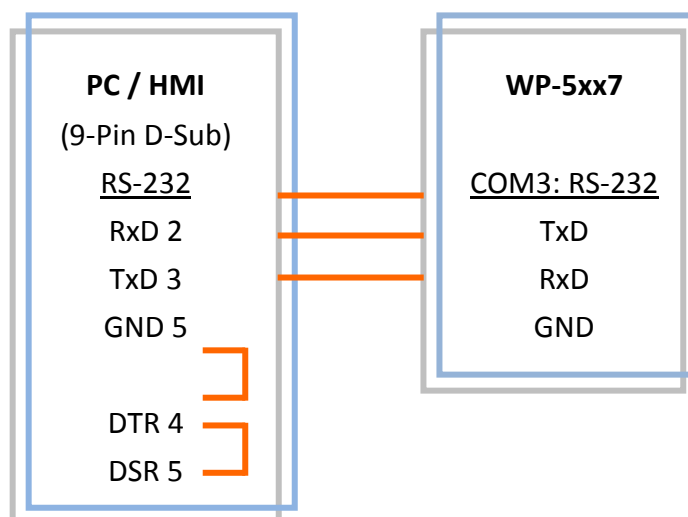 PC / HMI
(9-Pin D-Sub)
RS-232
RxD 2
TxD 3
GND 5
DTR 4
DSR 5
WP-5xx7
COM3: RS-232
TxD
RxD
GND